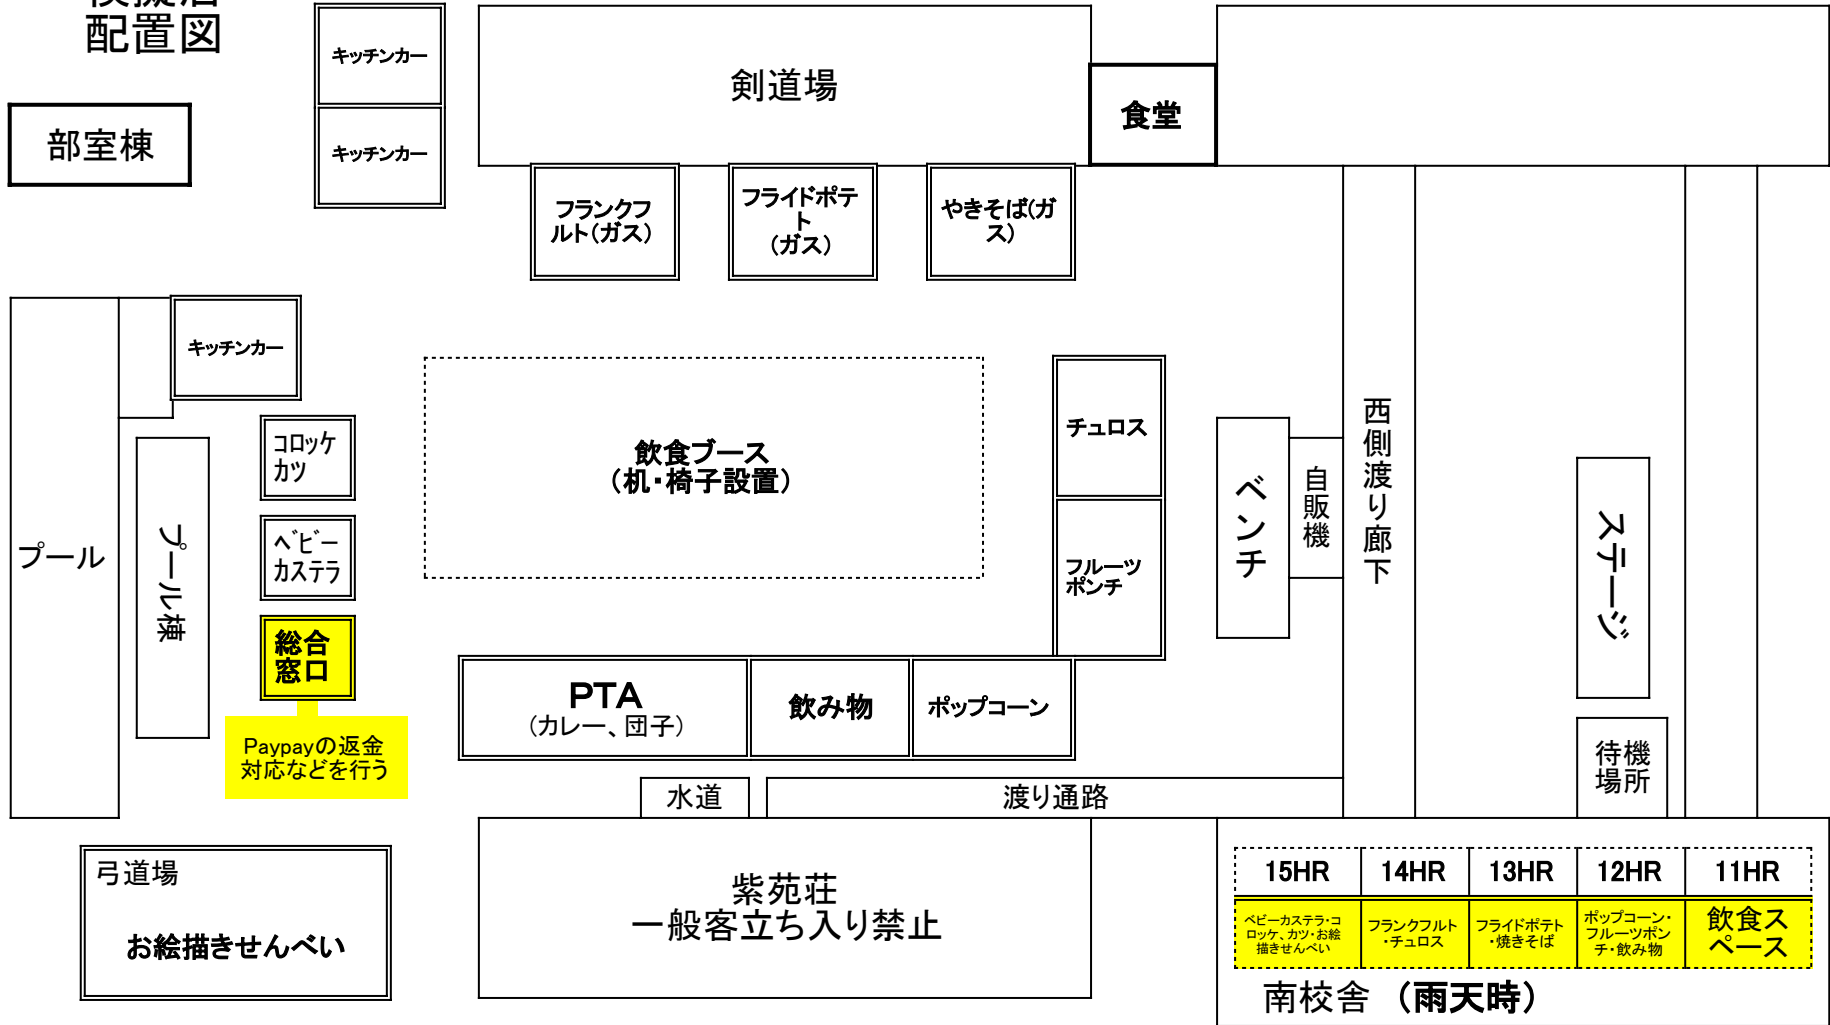 模擬店
配置図
キッチンカー
キッチンカー
剣道場
食堂
部室棟
フランクフ
ルト(ガス)
フライドポテ
ト
(ガス)
やきそば(ガ
ス)
キッチンカー
コロッケ
カツ
ベビー
カステラ
総合
窓口
Paypayの返金
対応などを行う
プール
プール棟
飲食ブース
(机・椅子設置)
チュロス
フルーツ
ポンチ
ベンチ
自販機
西側渡り廊下
ステージ
待機
場所
PTA
(カレー、団子)
飲み物
ポップコーン
水道
渡り通路
弓道場
お絵描きせんべい
紫苑荘
一般客立ち入り禁止
15HR
14HR
13HR
12HR
11HR
ベビーカステラ・コ
ロッケ、カツ・お絵
描きせんべい
フランクフルト
・チュロス
フライドポテト
・焼きそば
ポップコーン・
フルーツポン
チ・飲み物
飲食ス
ペース
南校舎 (雨天時)